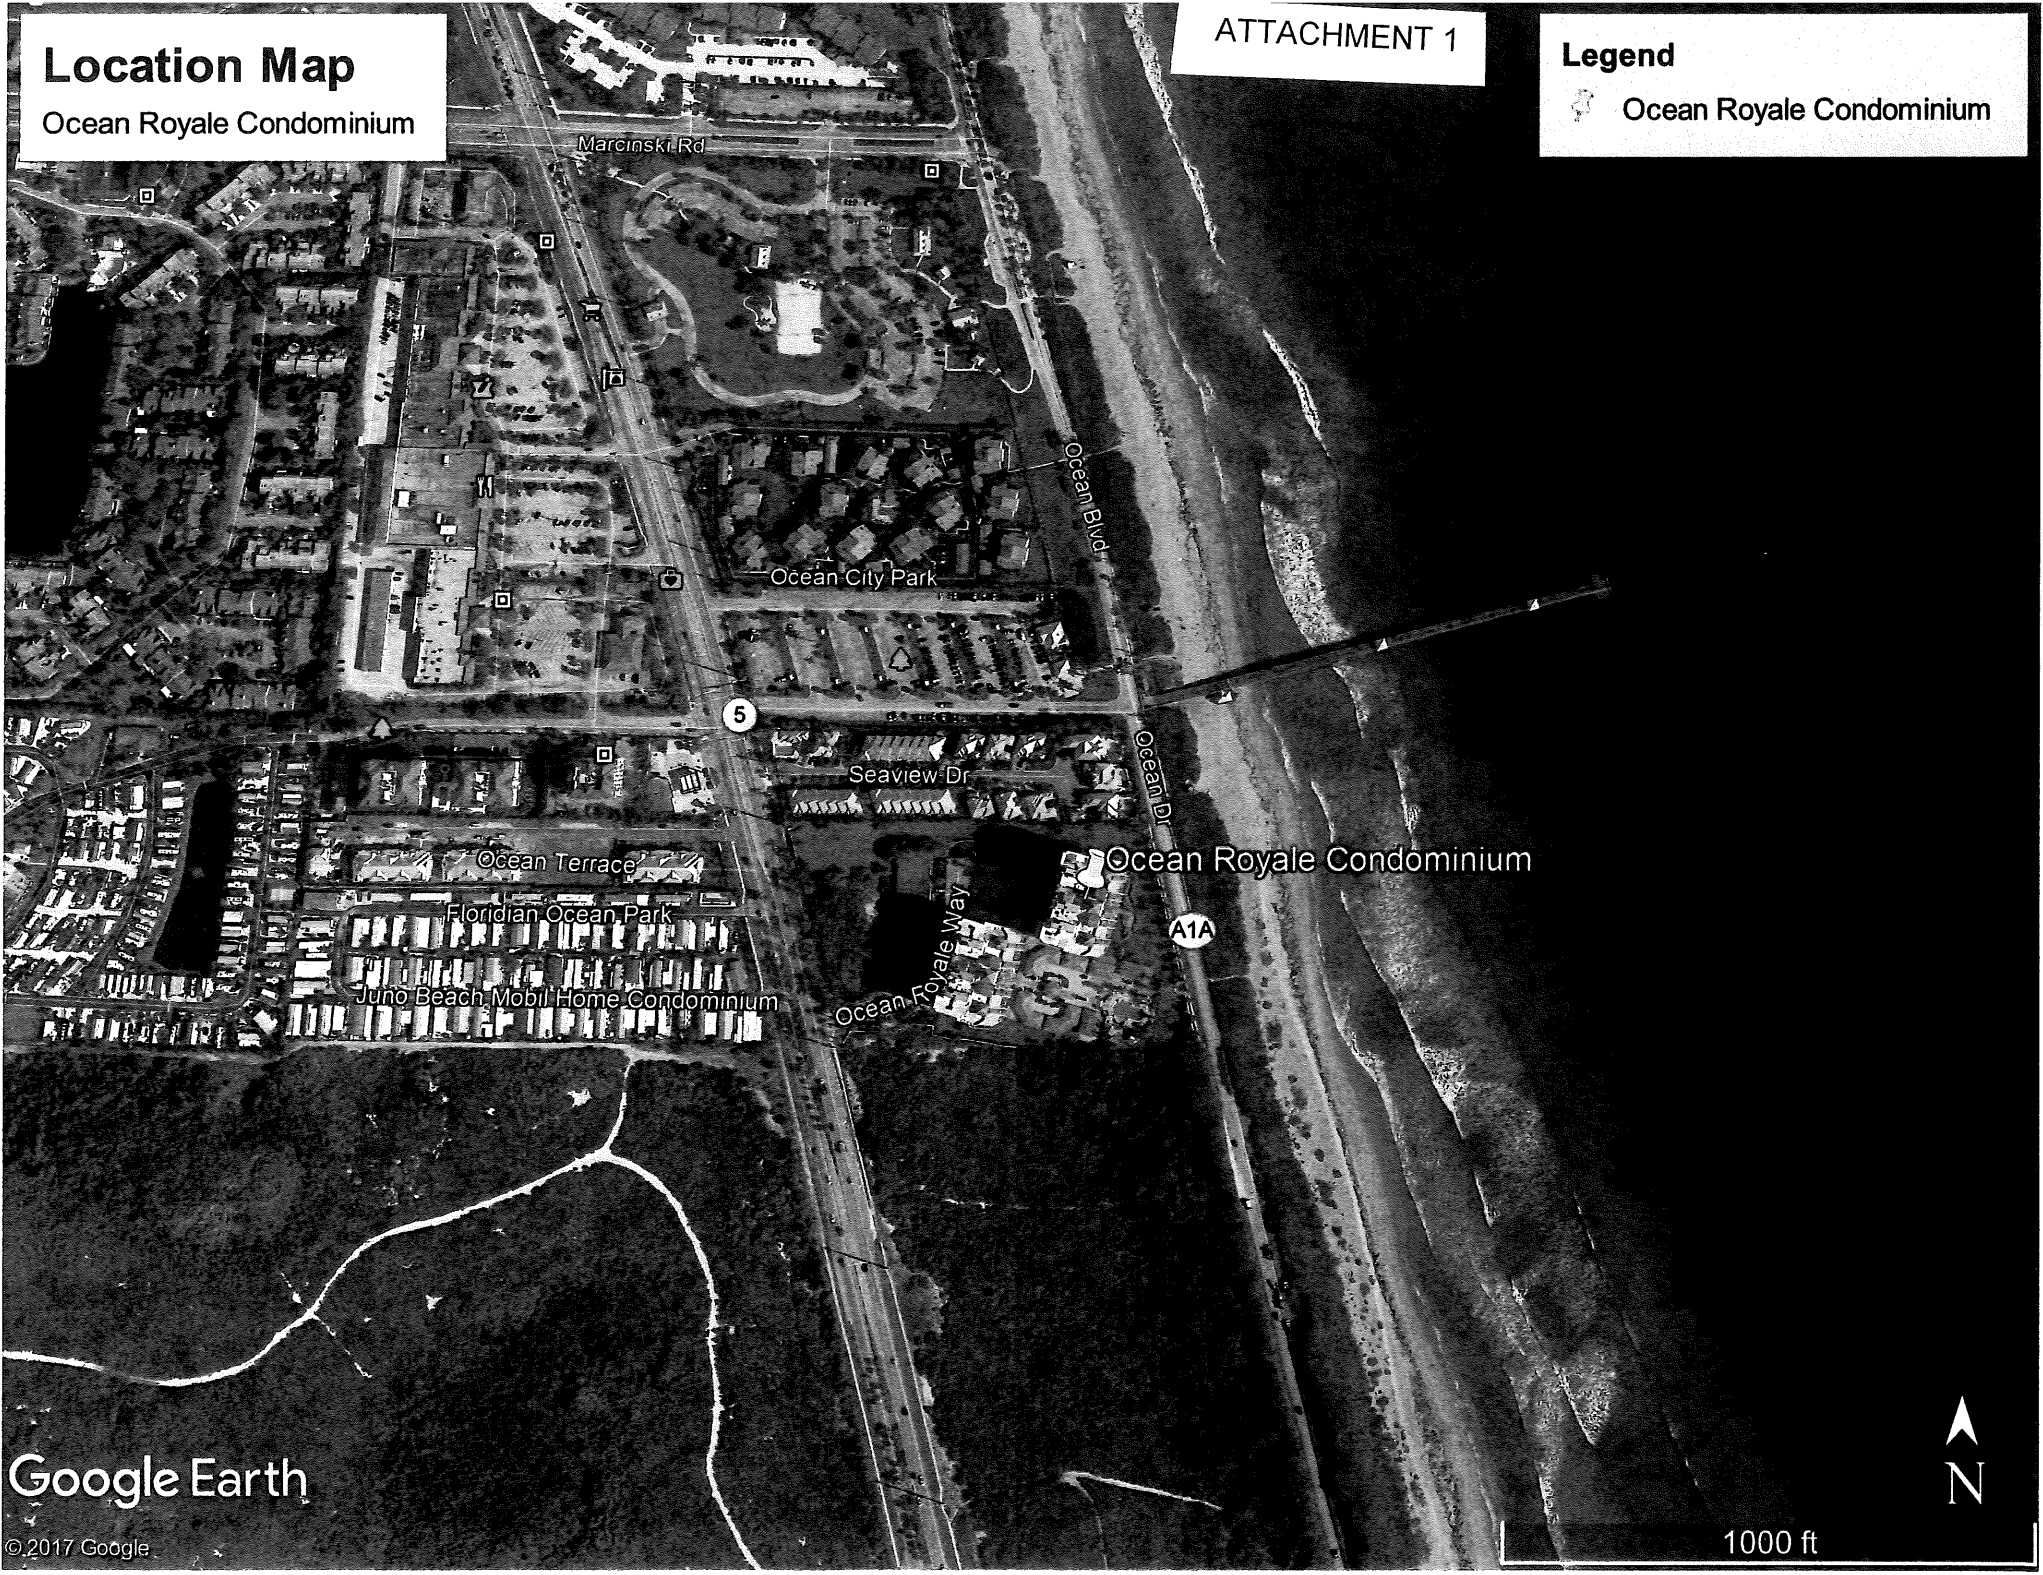 Location Map
Ocean Royale Condominium
ATTACHMENT 1
Legend
Ocean Royale Condominium
Marcinski Rd
Ocean Blvd
Ocean City Park
5
Ocean Dr
Seaview Dr
Ocean Royale Condominium
Ocean Terrace
Floridian Ocean Park
A1A
Juno Beach Mobil Home Condominium
Ocean Royale Way
Google Earth
N
© 2017 Google
1000 ft